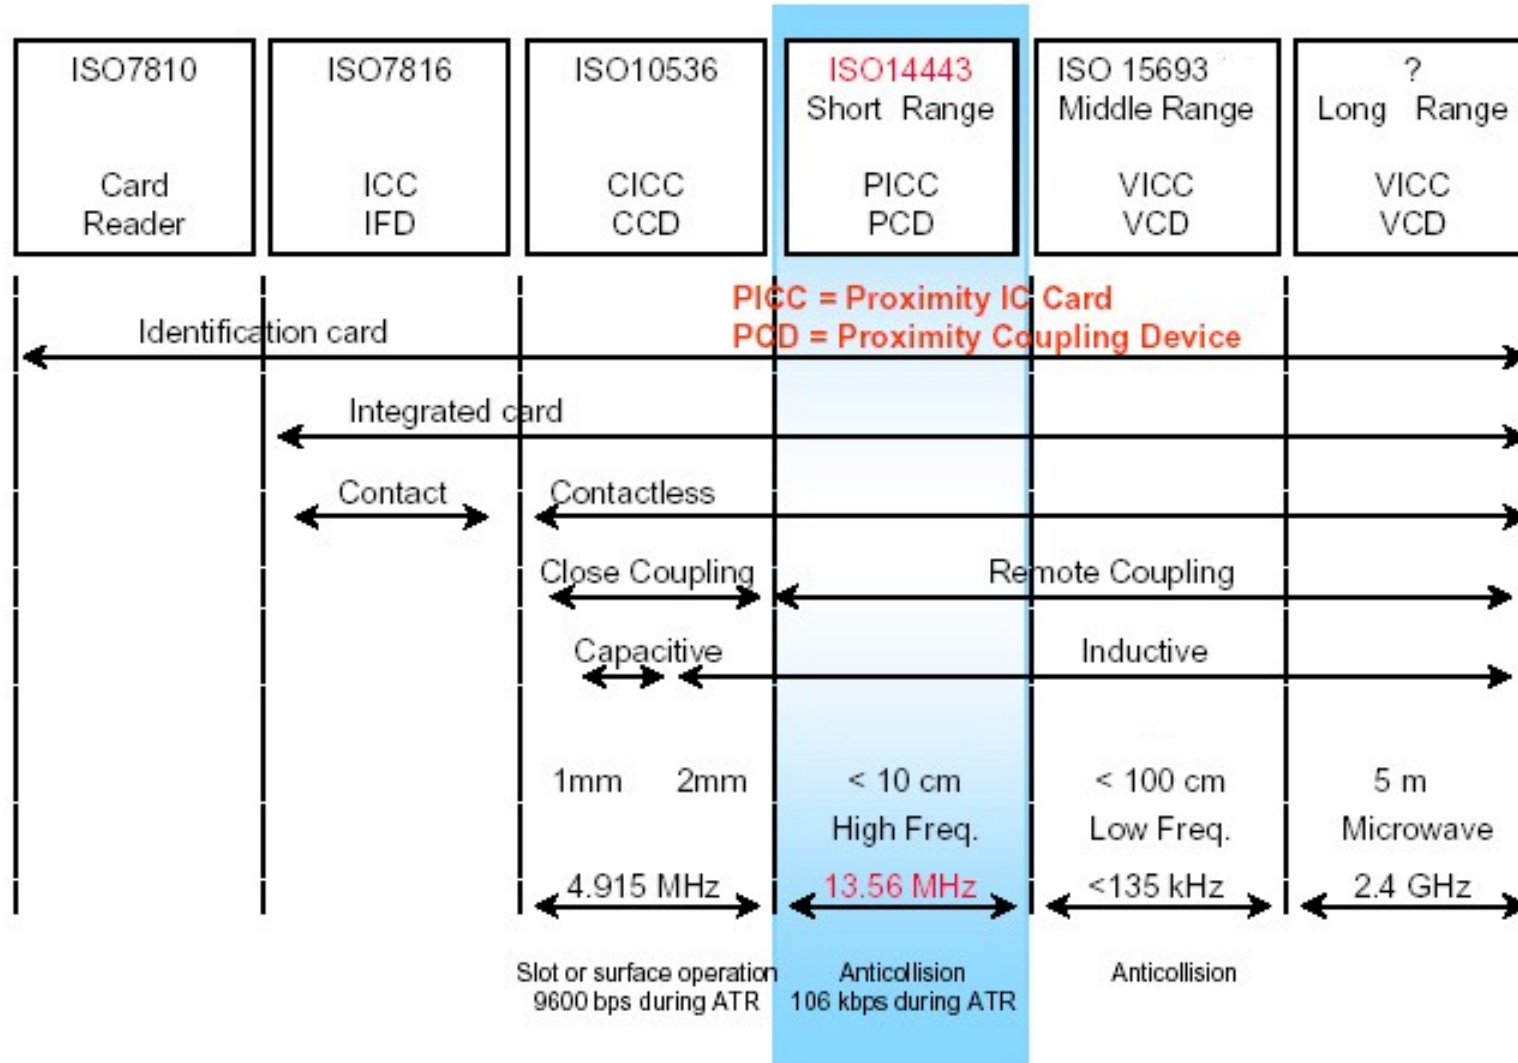 ISO7810
Card
Reader
ISO7816
ICC
IFD
ISO10536
CICC
CCD
ISO14443
Short Range
PICC
PCD
ISO 15693
Middle Range
VICC
VCD
?
Long Range
VICC
VCD
PICC = Proximity IC Card
PCD = Proximity Coupling Device
Identification card
Integrated card
Contact
Contactless
Close Coupling
Remote Coupling
Capacitive
Inductive
1mm 2mm
< 10 cm
< 100 cm
5 m
High Freq.
Low Freq.
Microwave
4.915 MHz
13.56 MHz
<135 kHz
2.4 GHz
Slot or surface operation
9600 bps during ATR
Anticollision
106 kbps during ATR
Anticollision